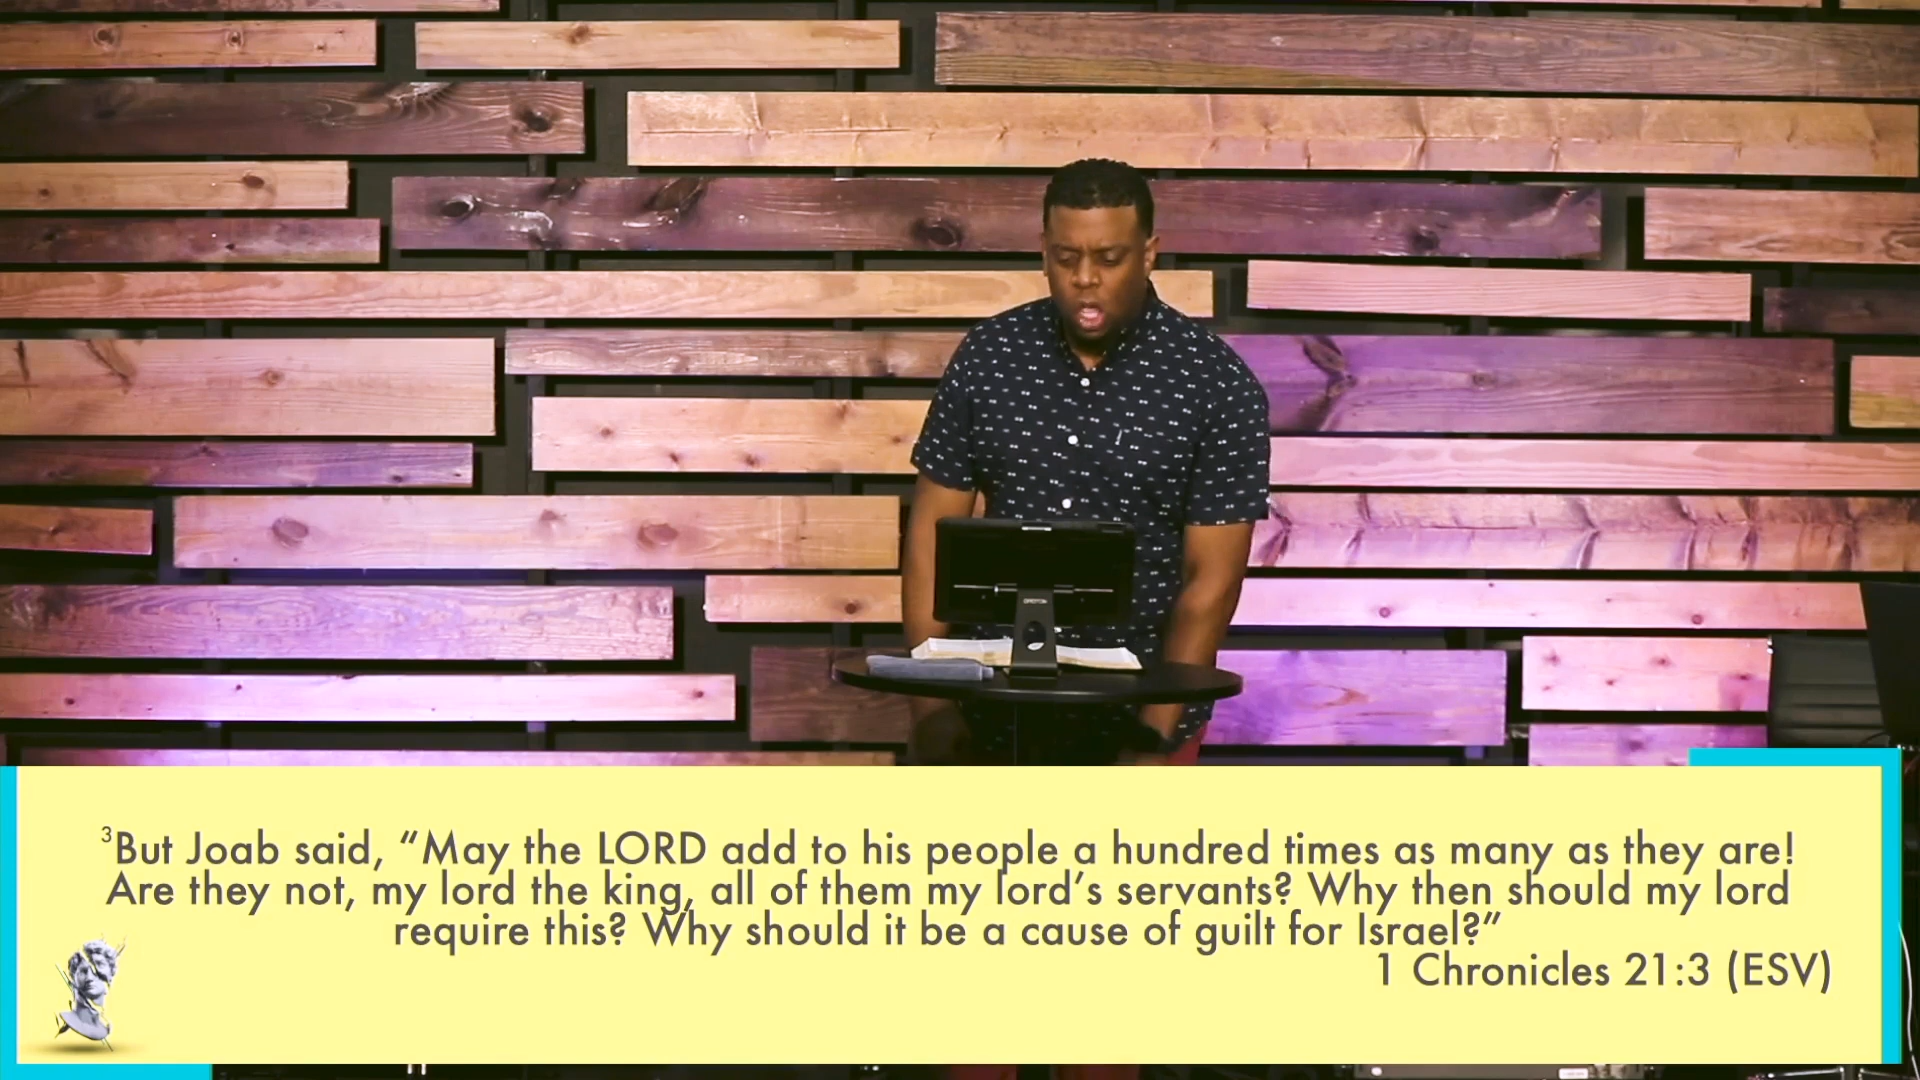 ³But Joab said, “May the LORD add to his people a hundred times as many as they are!
Are they not, my lord the king, all of them my lord’s servants? Why then should my lord
require this? Why should it be a cause of guilt for Israel?”
1 Chronicles 21:3 (ESV)